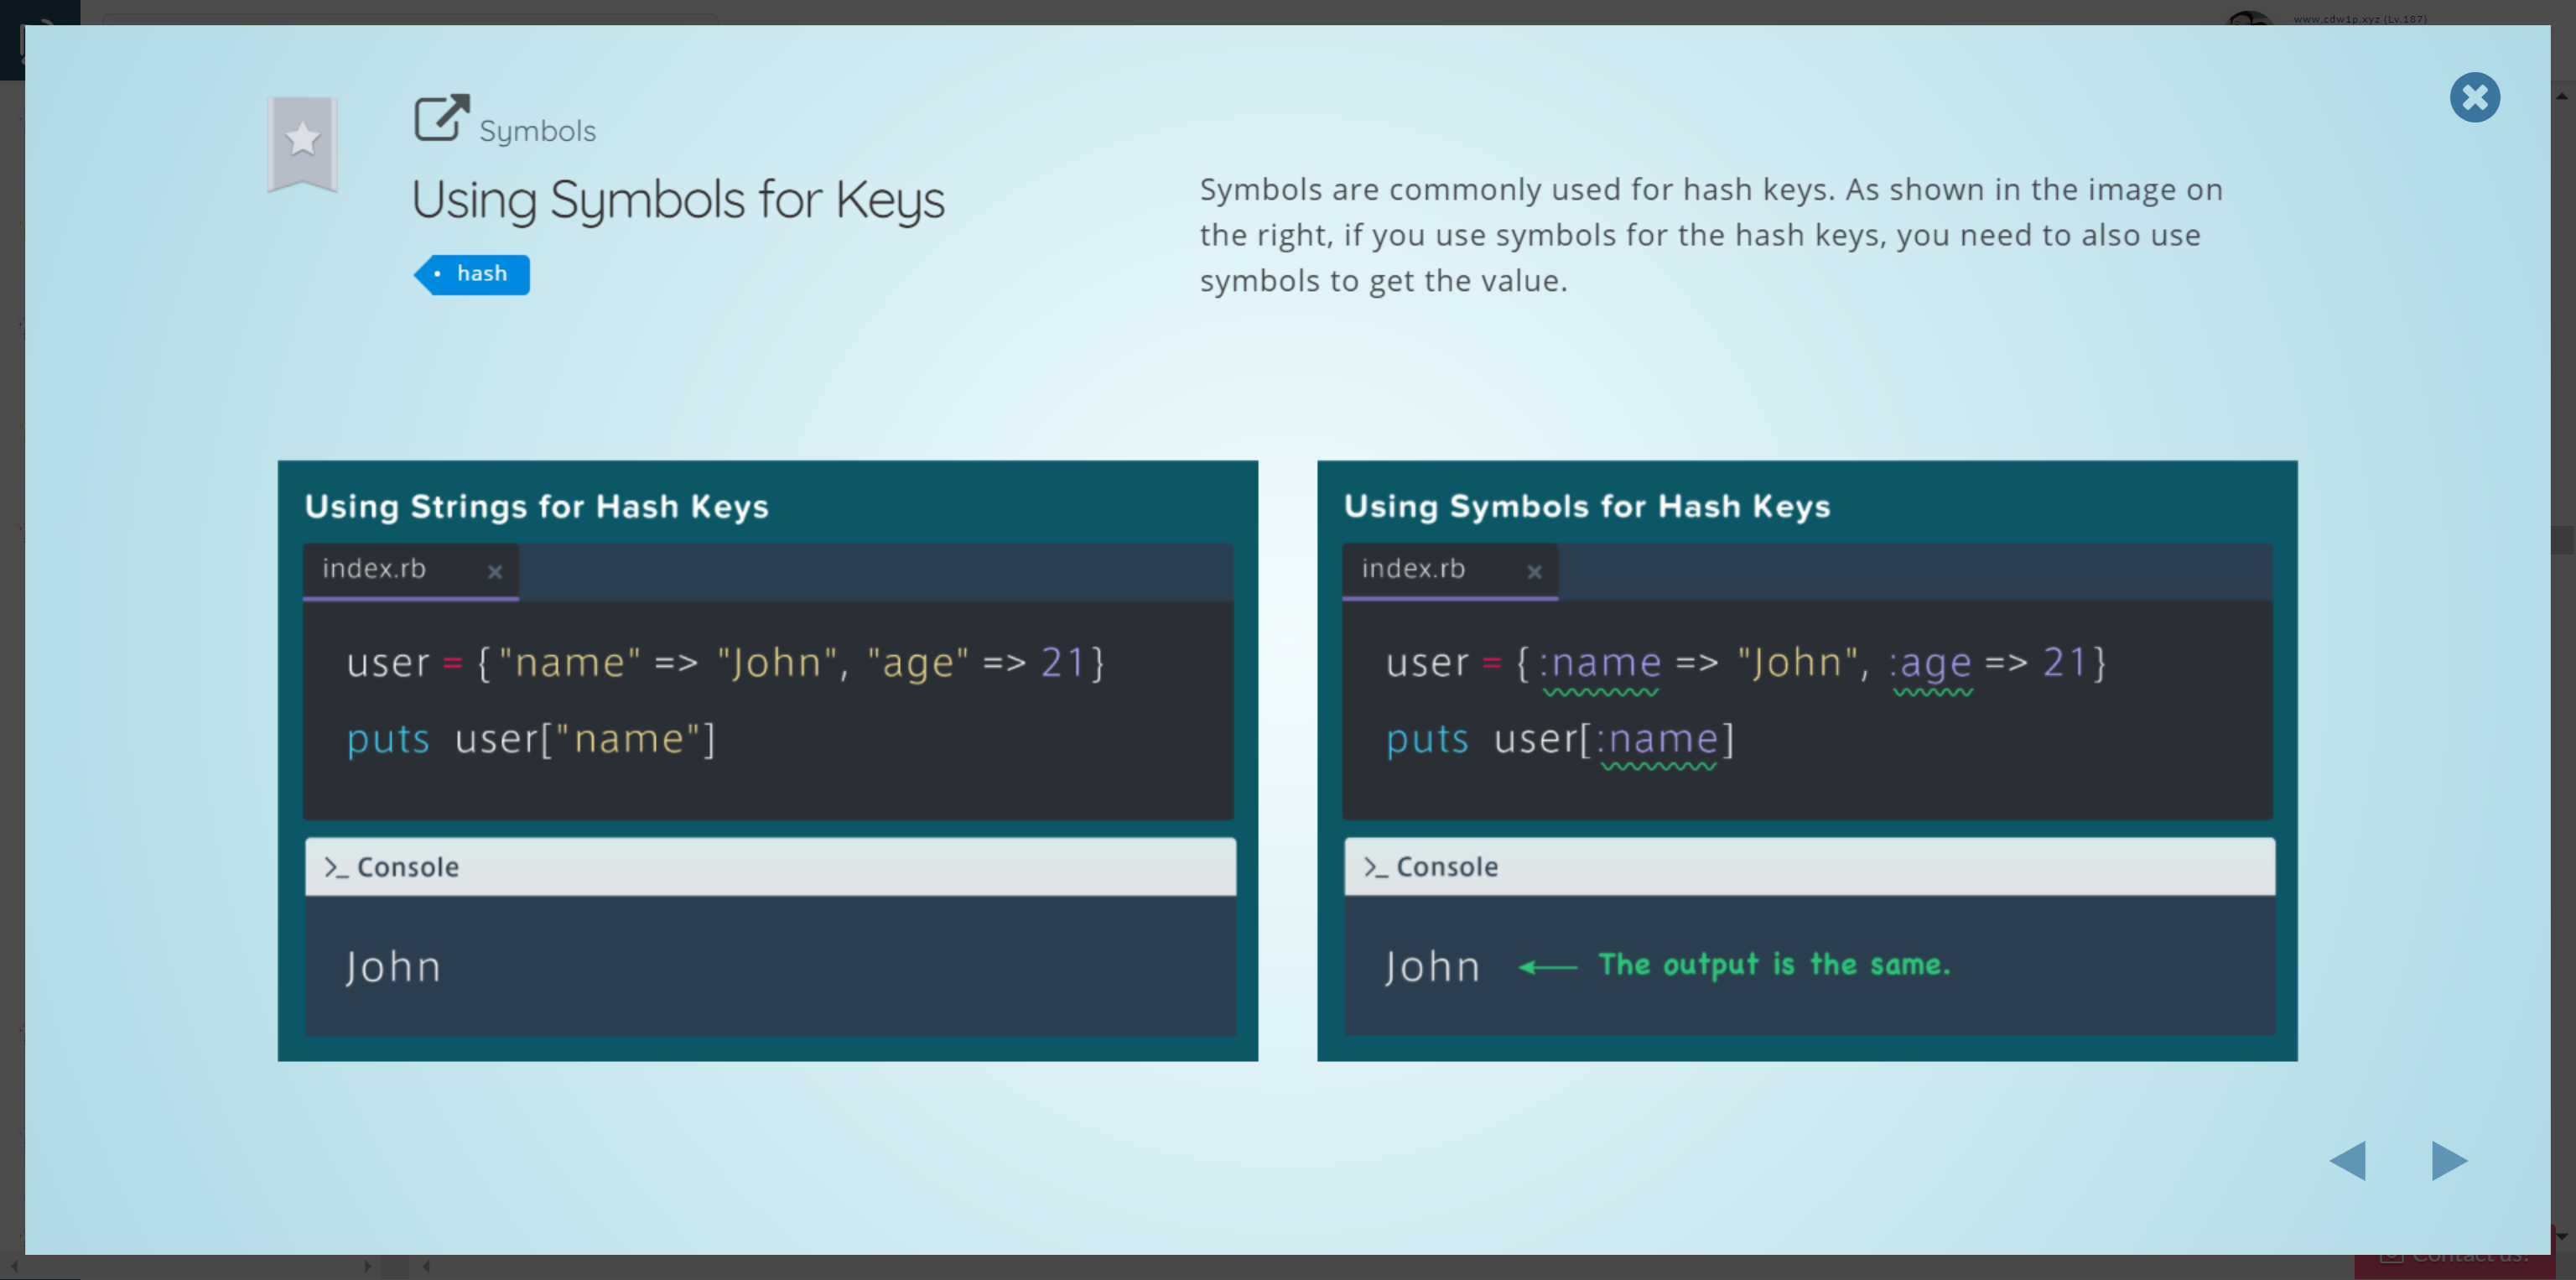 www.cdw1p.xyz (Lv.187)
Symbols
Using Symbols for Keys
hash
Symbols are commonly used for hash keys. As shown in the image on
the right, if you use symbols for the hash keys, you need to also use
symbols to get the value.
Using Strings for Hash Keys
index.rb ×
user = {"name" => "John", "age" => 21}
puts user["name"]
>_ Console
John
Using Symbols for Hash Keys
index.rb ×
user = {:name => "John", :age => 21}
puts user[:name]
>_ Console
John ← The output is the same.
Contact us!